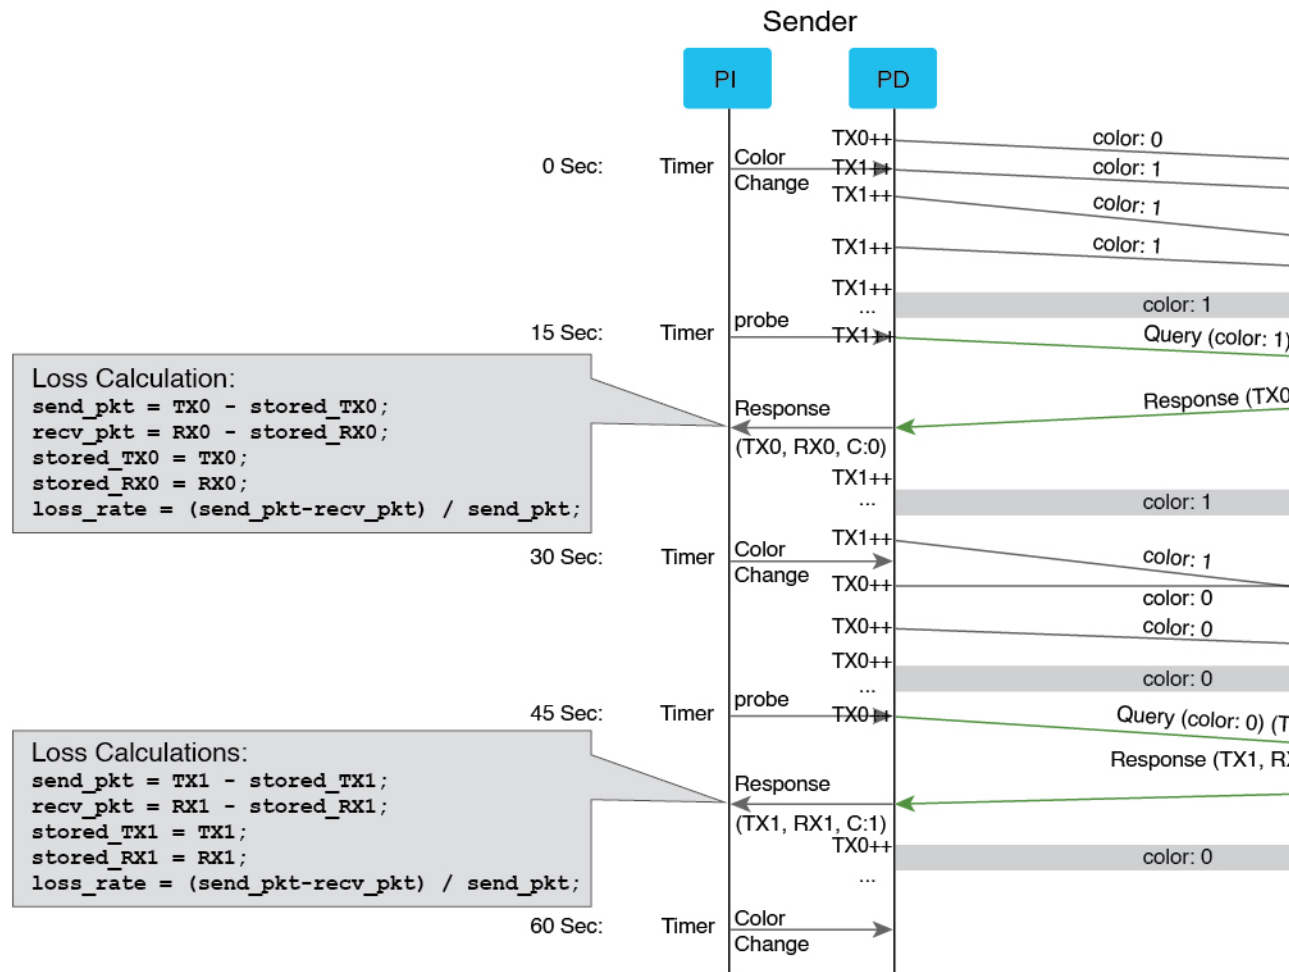 Sender
PI
PD
TX0++
color: 0
0 Sec:
Timer
Color
Change
TX1++
color: 1
TX1++
color: 1
TX1++
color: 1
TX1++
...
color: 1
15 Sec:
Timer
probe
TX1++
Query (color: 1)
Loss Calculation:
send_pkt = TX0 - stored_TX0;
recv_pkt = RX0 - stored_RX0;
stored_TX0 = TX0;
stored_RX0 = RX0;
loss_rate = (send_pkt-recv_pkt) / send_pkt;
Response
(TX0, RX0, C:0)
Response (TX0
TX1++
...
color: 1
TX1++
color: 1
30 Sec:
Timer
Color
Change
TX0++
color: 0
TX0++
color: 0
TX0++
...
color: 0
45 Sec:
Timer
probe
TX0++
Query (color: 0) (T
Loss Calculations:
send_pkt = TX1 - stored_TX1;
recv_pkt = RX1 - stored_RX1;
stored_TX1 = TX1;
stored_RX1 = RX1;
loss_rate = (send_pkt-recv_pkt) / send_pkt;
Response
(TX1, RX1, C:1)
Response (TX1, RX
TX0++
...
color: 0
60 Sec:
Timer
Color
Change